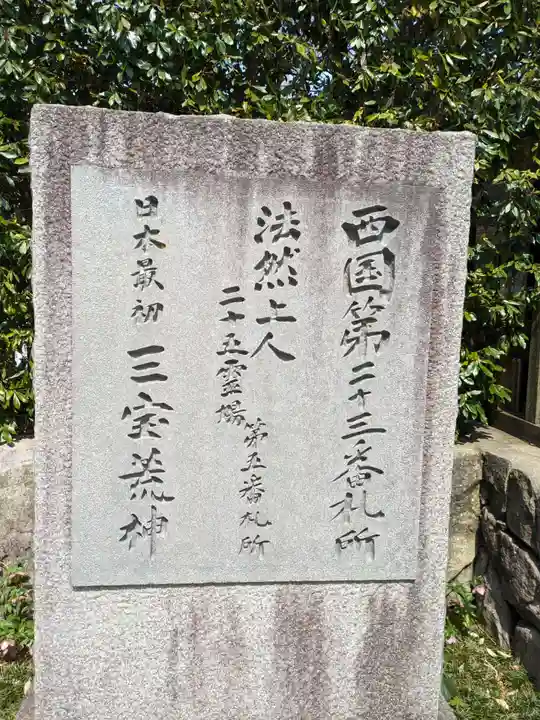 西国第二十三番札所
法然上人
二十五霊場
第五番札所
日本最初 三宝荒神